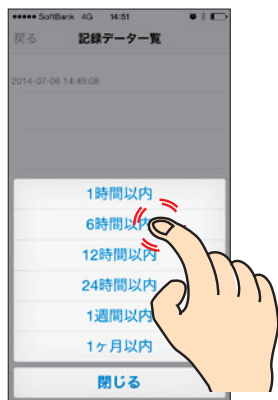 SoftBank 4G 14:51
戻る 記録データ一覧
2014-07-06 14:49:08
1時間以内
6時間以内
12時間以内
24時間以内
1週間以内
1ヶ月以内
閉じる